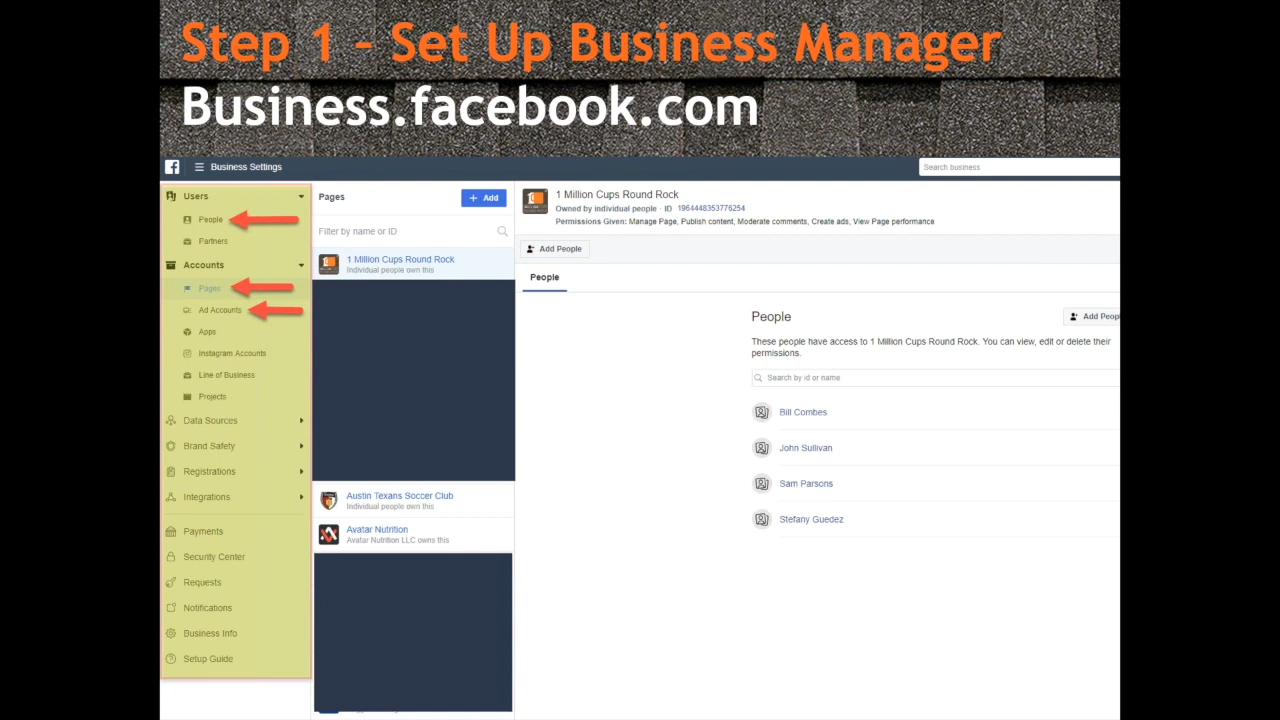 Step 1 - Set Up Business Manager
Business.facebook.com
Business Settings
Search business
Users
People
Partners
Accounts
Pages
Ad Accounts
Apps
Instagram Accounts
Line of Business
Projects
Data Sources
Brand Safety
Registrations
Integrations
Payments
Security Center
Requests
Notifications
Business Info
Setup Guide
Pages
+ Add
Filter by name or ID
1 Million Cups Round Rock
Individual people own this
Austin Texans Soccer Club
Individual people own this
Avatar Nutrition
Avatar Nutrition LLC owns this
1 Million Cups Round Rock
Owned by individual people · ID 1964448353776254
Permissions Given: Manage Page, Publish content, Moderate comments, Create ads, View Page performance
Add People
People
People
Add Peopl
These people have access to 1 Million Cups Round Rock. You can view, edit or delete their
permissions.
Search by id or name
Bill Combes
John Sullivan
Sam Parsons
Stefany Guedez